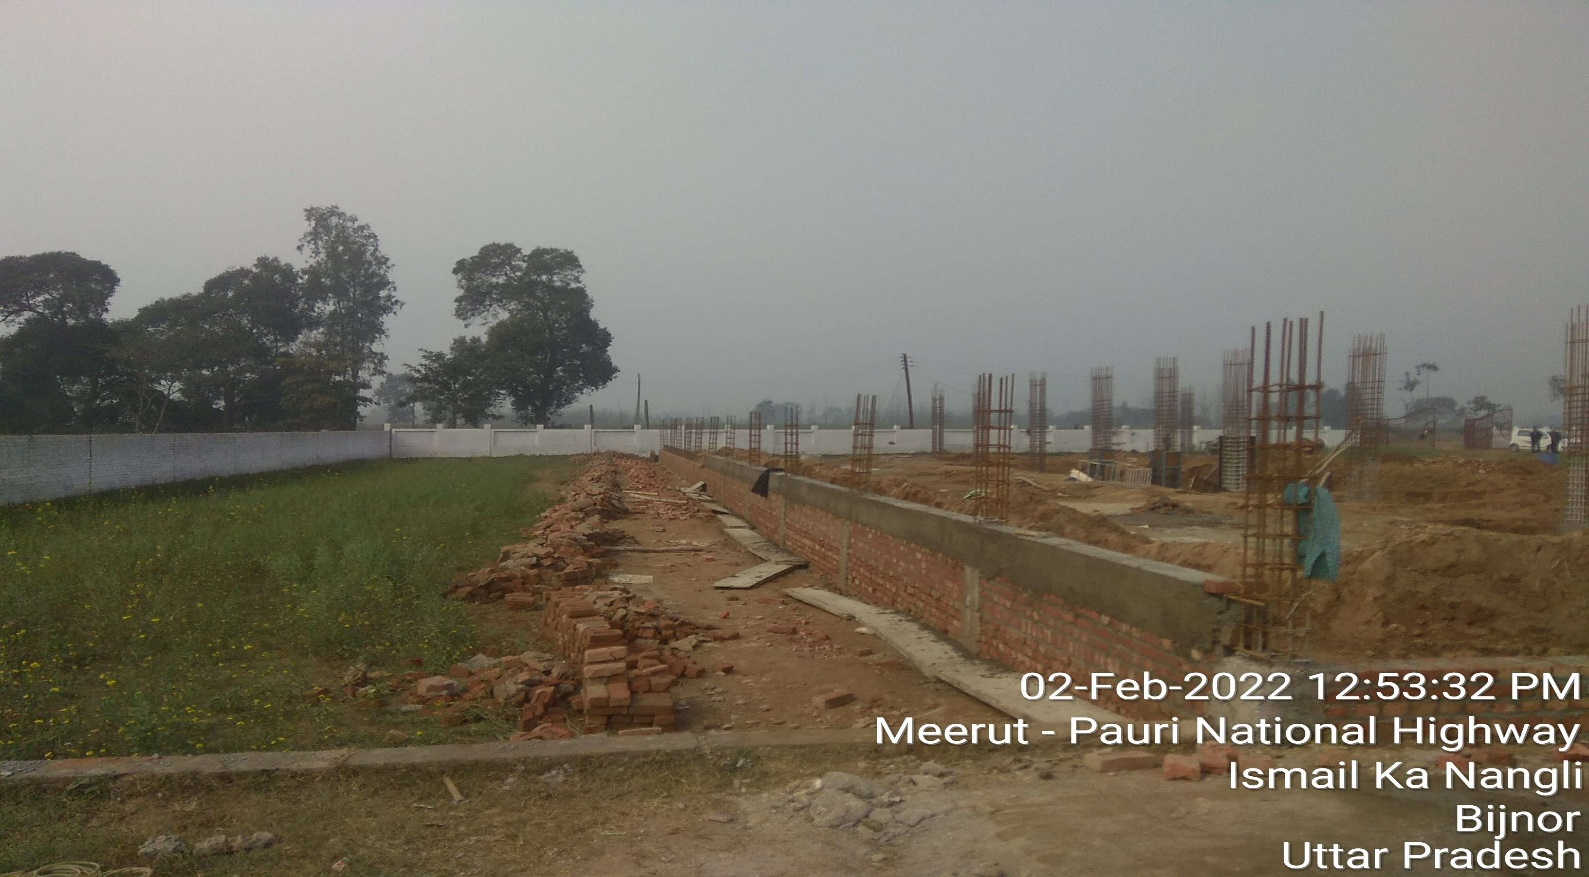 02-Feb-2022 12:53:32 PM
Meerut - Pauri National Highway
Ismail Ka Nangli
Bijnor
Uttar Pradesh